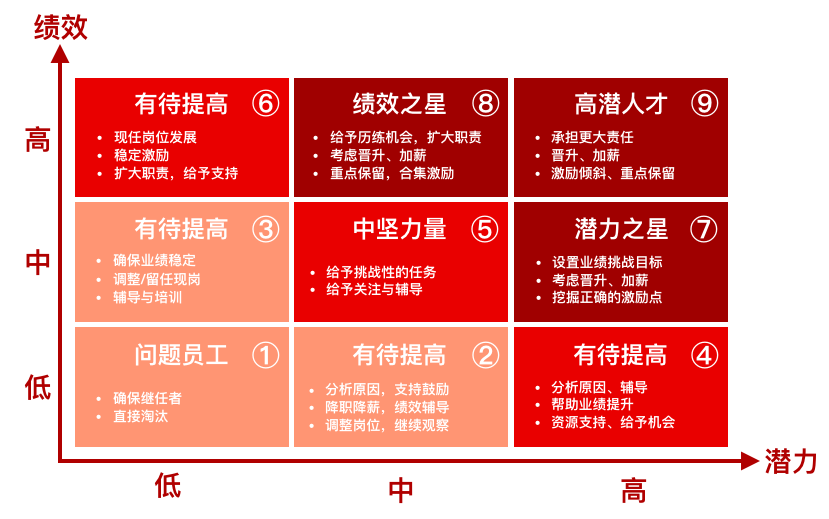 绩效
高
有待提高 ⑥
• 现任岗位发展
• 稳定激励
• 扩大职责，给予支持
绩效之星 ⑧
• 给予历练机会，扩大职责
• 考虑晋升、加薪
• 重点保留，合集激励
高潜人才 ⑨
• 承担更大责任
• 晋升、加薪
• 激励倾斜、重点保留
中
有待提高 ③
• 确保业绩稳定
• 调整/留任现岗
• 辅导与培训
中坚力量 ⑤
• 给予挑战性的任务
• 给予关注与辅导
潜力之星 ⑦
• 设置业绩挑战目标
• 考虑晋升、加薪
• 挖掘正确的激励点
低
问题员工 ①
• 确保继任者
• 直接淘汰
有待提高 ②
• 分析原因，支持鼓励
• 降职降薪，绩效辅导
• 调整岗位，继续观察
有待提高 ④
• 分析原因、辅导
• 帮助业绩提升
• 资源支持、给予机会
低
中
高
潜力